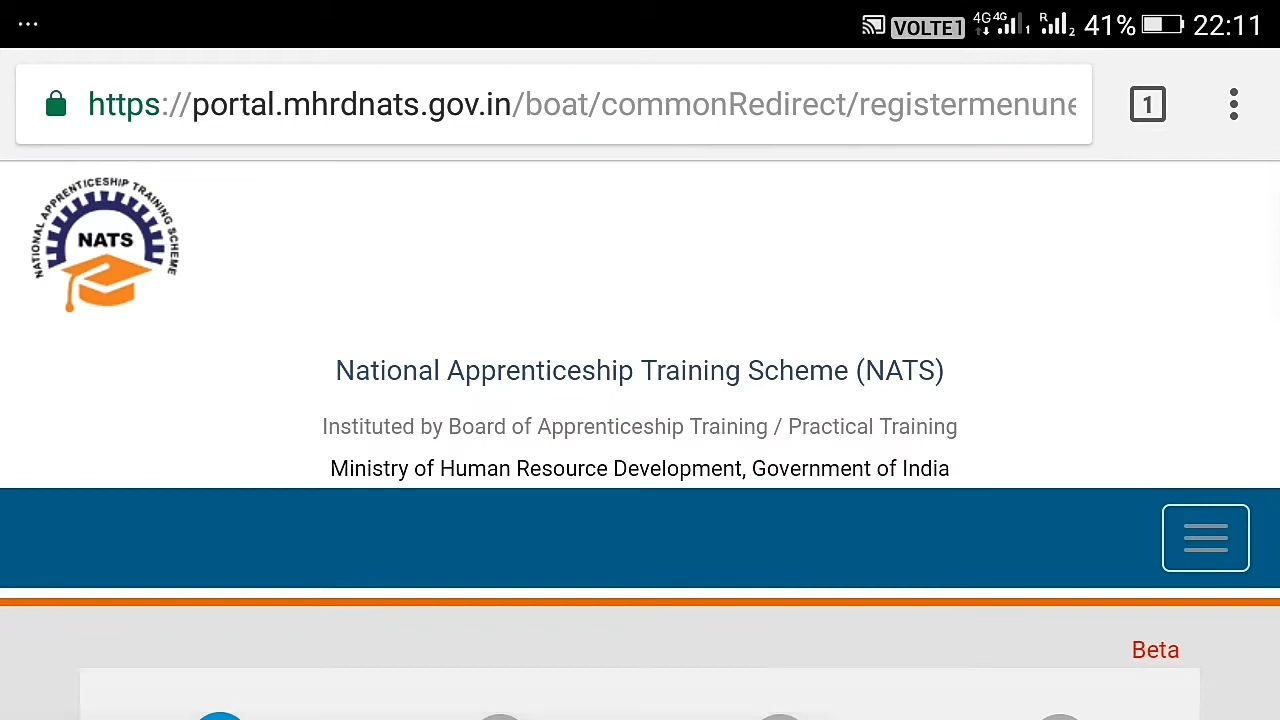 ...
VOLTE1 4G 4G 1 R 2 41% 22:11
https://portal.mhrdnats.gov.in/boat/commonRedirect/registermenune
1
NATIONAL APPRENTICESHIP TRAINING SCHEME
NATS
National Apprenticeship Training Scheme (NATS)
Instituted by Board of Apprenticeship Training / Practical Training
Ministry of Human Resource Development, Government of India
Beta